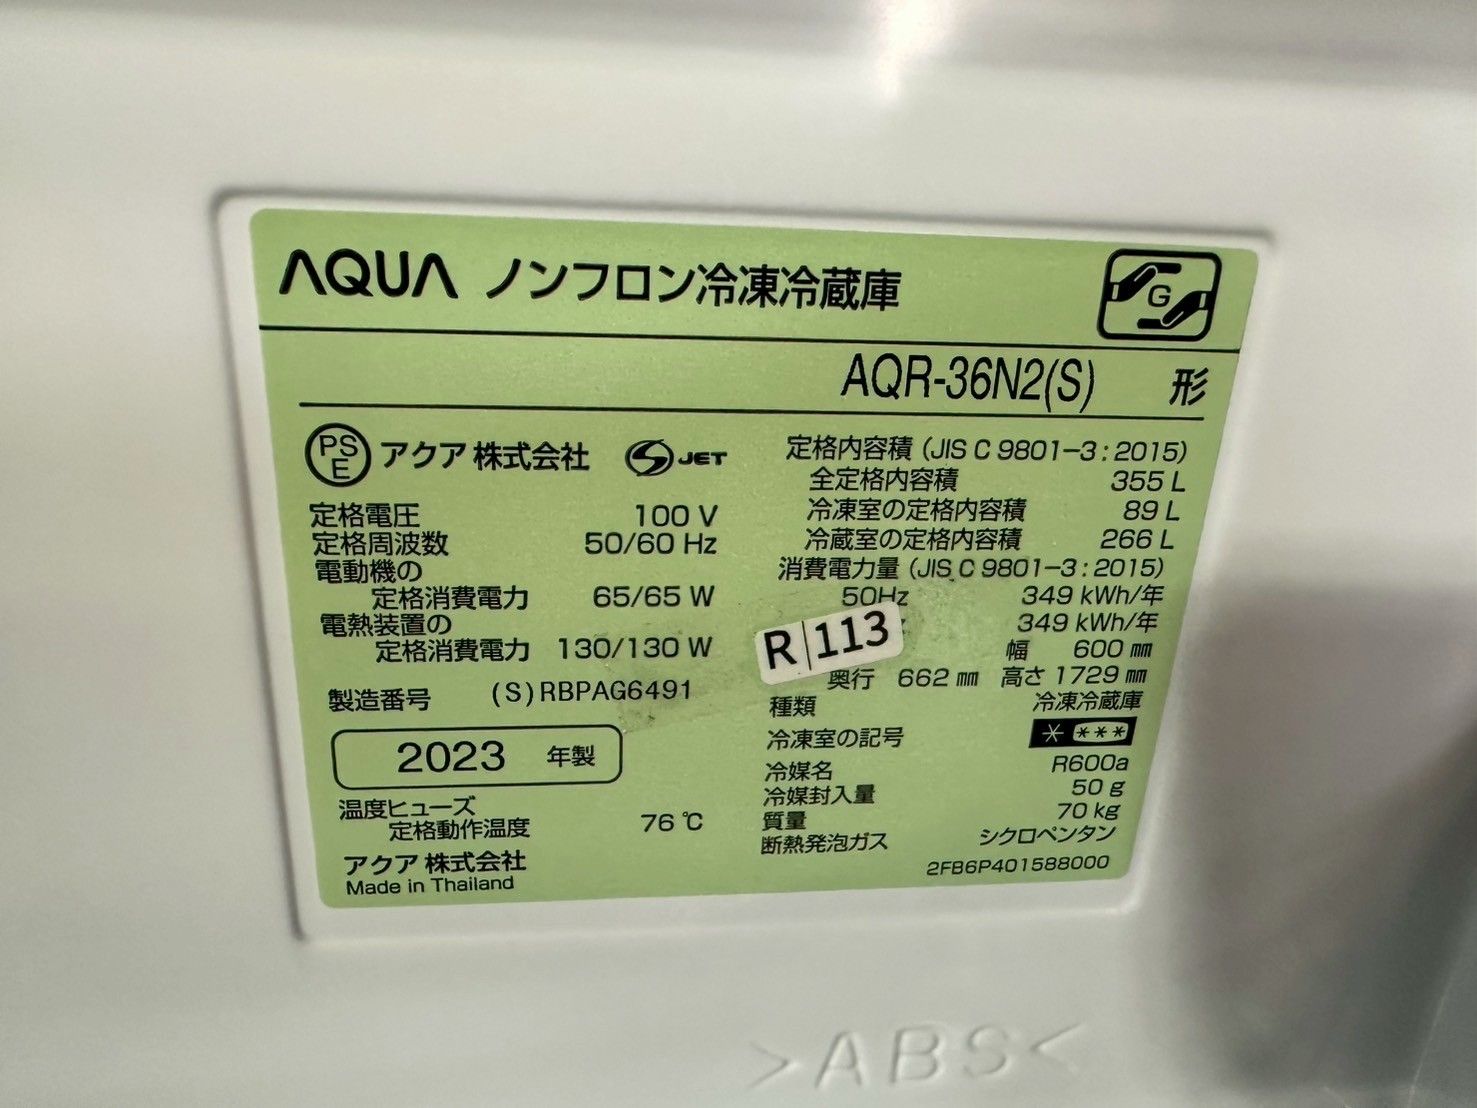 AQUA ノンフロン冷凍冷蔵庫
G
AQR-36N2(S) 形
PS E アクア 株式会社 S JET
定格電圧 100 V
定格周波数 50/60 Hz
電動機の
定格消費電力 65/65 W
電熱装置の
定格消費電力 130/130 W
製造番号 (S)RBPAG6491
2023 年製
温度ヒューズ
定格動作温度 76 ℃
アクア 株式会社
Made in Thailand
定格内容積 (JIS C 9801-3 : 2015)
全定格内容積 355 L
冷凍室の定格内容積 89 L
冷蔵室の定格内容積 266 L
消費電力量 (JIS C 9801-3 : 2015)
50Hz 349 kWh/年
349 kWh/年
R 113
幅 600 mm
奥行 662 mm 高さ 1729 mm
種類 冷凍冷蔵庫
冷凍室の記号 * ***
冷媒名 R600a
冷媒封入量 50 g
質量 70 kg
断熱発泡ガス シクロペンタン
2FB6P401588000
>ABS<